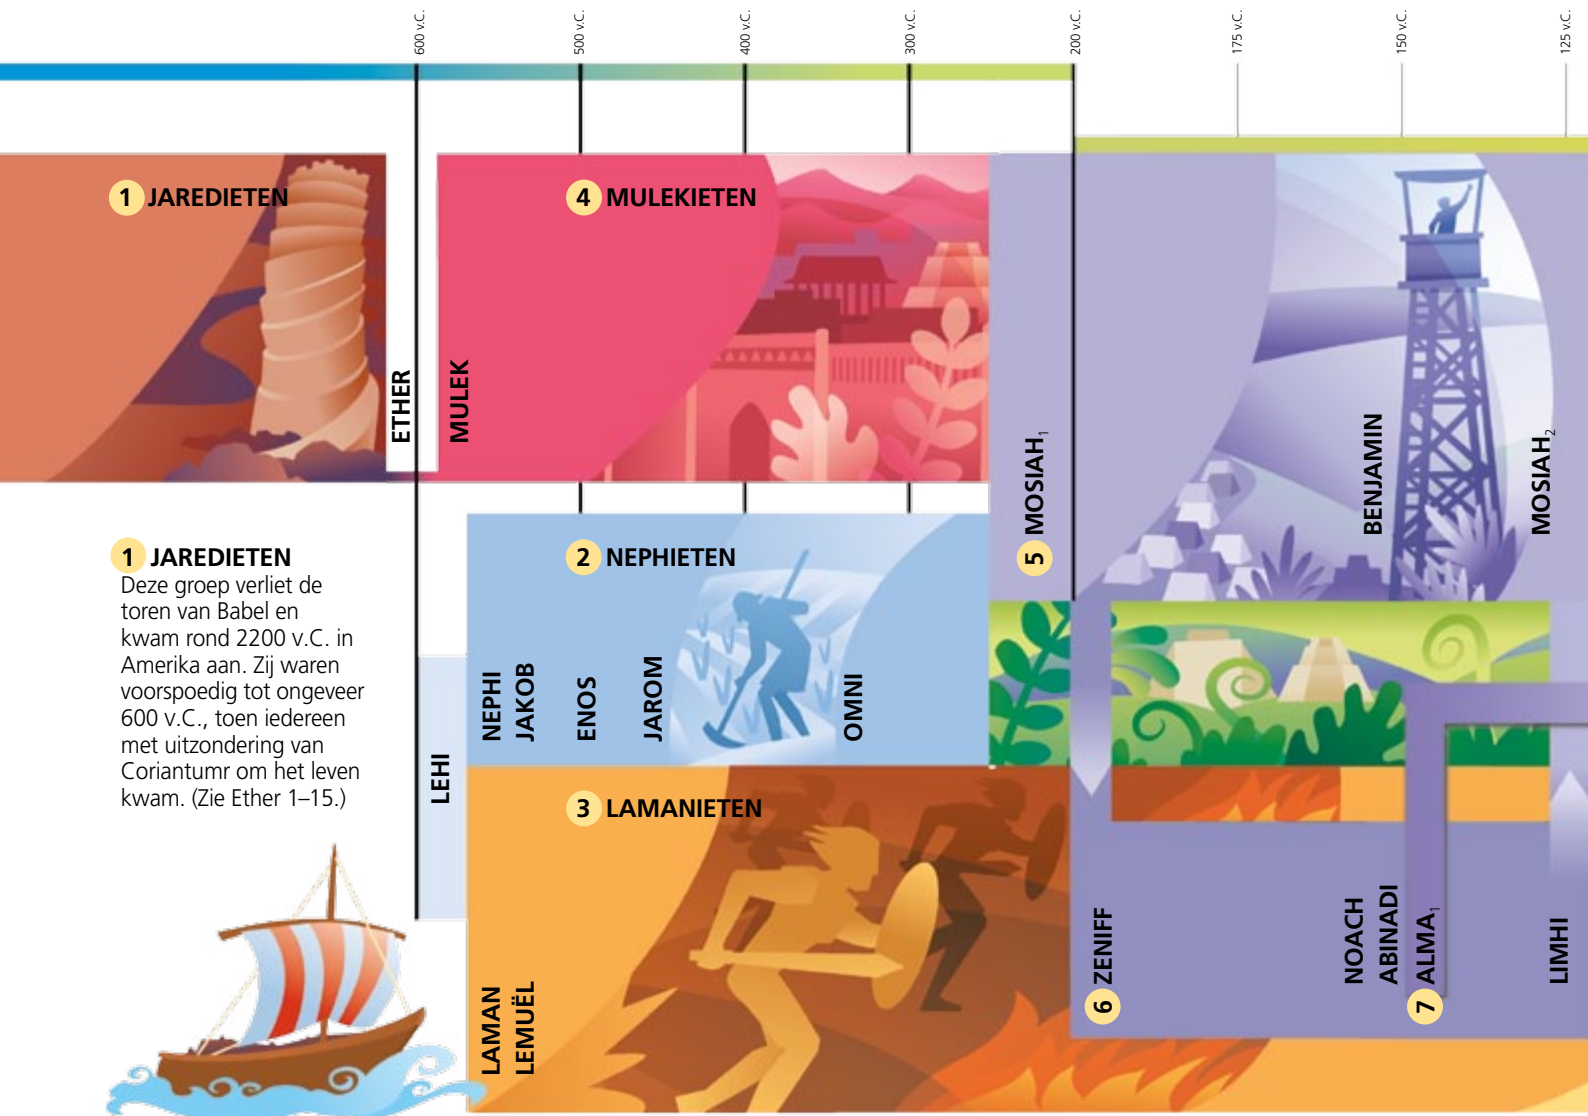 600 v.C.
500 v.C.
400 v.C.
300 v.C.
200 v.C.
175 v.C.
150 v.C.
125 v.C.
1 JAREDIETEN
ETHER
MULEK
4 MULEKIETEN
5 MOSIAH₁
BENJAMIN
MOSIAH₂
1 JAREDIETEN
Deze groep verliet de
toren van Babel en
kwam rond 2200 v.C. in
Amerika aan. Zij waren
voorspoedig tot ongeveer
600 v.C., toen iedereen
met uitzondering van
Coriantumr om het leven
kwam. (Zie Ether 1–15.)
LEHI
2 NEPHIETEN
NEPHI
JAKOB
ENOS
JAROM
OMNI
3 LAMANIETEN
LAMAN
LEMUËL
6 ZENIFF
NOACH
ABINADI
7 ALMA₁
LIMHI